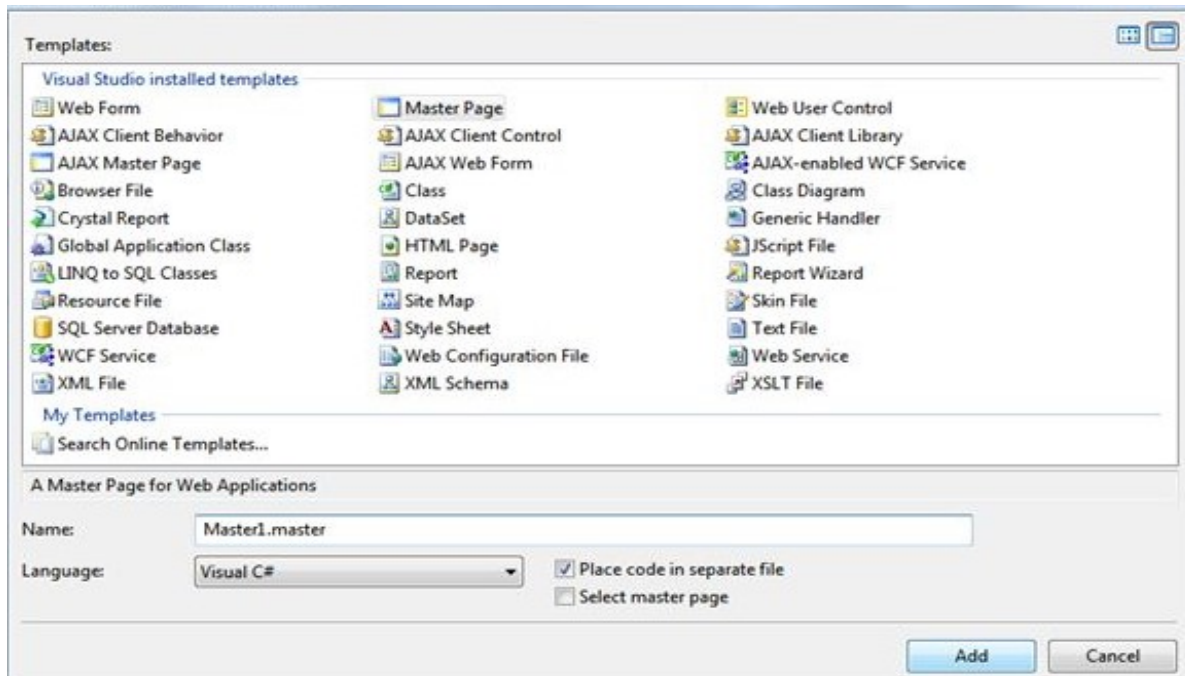 Templates:
Visual Studio installed templates
Web Form Master Page Web User Control
AJAX Client Behavior AJAX Client Control AJAX Client Library
AJAX Master Page AJAX Web Form AJAX-enabled WCF Service
Browser File Class Class Diagram
Crystal Report DataSet Generic Handler
Global Application Class HTML Page JScript File
LINQ to SQL Classes Report Report Wizard
Resource File Site Map Skin File
SQL Server Database Style Sheet Text File
WCF Service Web Configuration File Web Service
XML File XML Schema XSLT File
My Templates
Search Online Templates...
A Master Page for Web Applications
Name: Master1.master
Language: Visual C# Place code in separate file
Select master page
Add Cancel